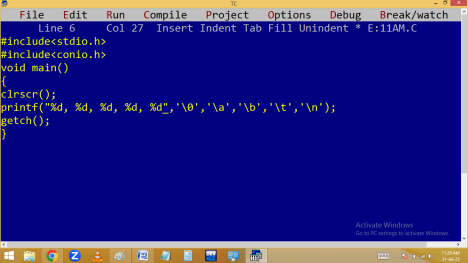 TC
File Edit Run Compile Project Options Debug Break/watch
Line 6 Col 27 Insert Indent Tab Fill Unindent * E:11AM.C
#include<stdio.h>
#include<conio.h>
void main()
{
clrscr();
printf("%d, %d, %d, %d, %d",'\0','\a','\b','\t','\n');
getch();
}
Activate Windows
Go to PC settings to activate Windows.